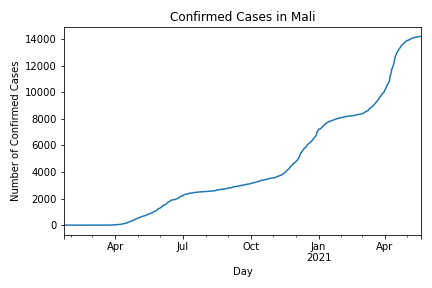 Confirmed Cases in Mali
Number of Confirmed Cases
14000
12000
10000
8000
6000
4000
2000
0
Apr
Jul
Oct
Jan
2021
Apr
Day